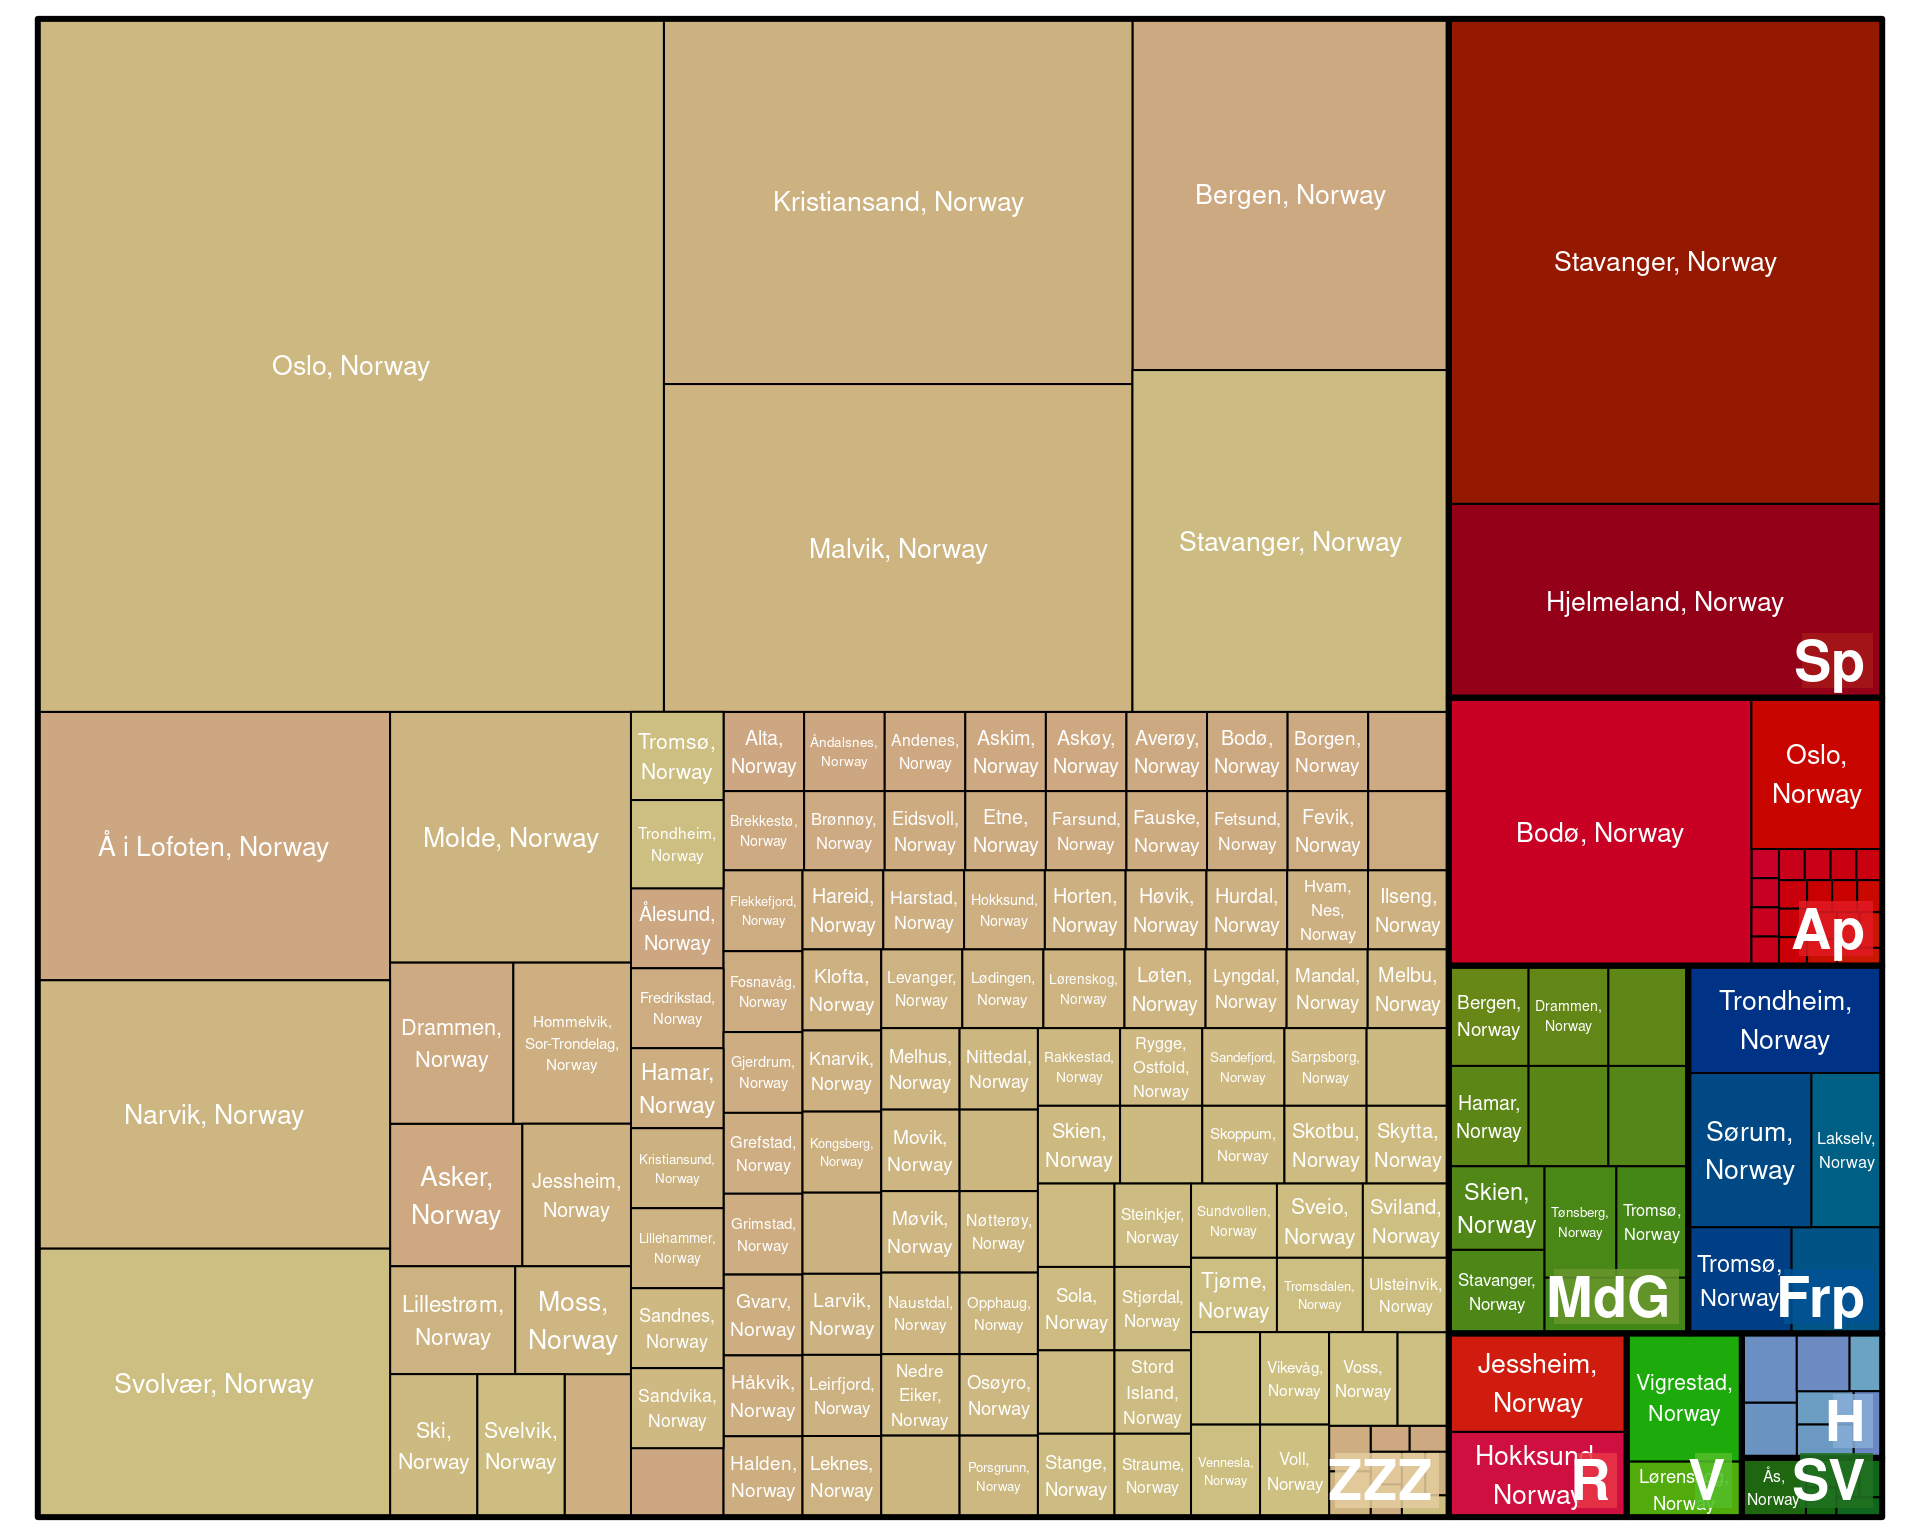 Oslo, Norway
Kristiansand, Norway
Bergen, Norway
Malvik, Norway
Stavanger, Norway
Å i Lofoten, Norway
Narvik, Norway
Svolvær, Norway
Molde, Norway
Drammen,
Norway
Hommelvik,
Sor-Trondelag,
Norway
Asker,
Norway
Jessheim,
Norway
Lillestrøm,
Norway
Moss,
Norway
Ski,
Norway
Svelvik,
Norway
Tromsø,
Norway
Trondheim,
Norway
Ålesund,
Norway
Fredrikstad,
Norway
Hamar,
Norway
Kristiansund,
Norway
Lillehammer,
Norway
Sandnes,
Norway
Sandvika,
Norway
Alta,
Norway
Åndalsnes,
Norway
Andenes,
Norway
Askim,
Norway
Askøy,
Norway
Averøy,
Norway
Bodø,
Norway
Borgen,
Norway
Brekkestø,
Norway
Brønnøy,
Norway
Eidsvoll,
Norway
Etne,
Norway
Farsund,
Norway
Fauske,
Norway
Fetsund,
Norway
Fevik,
Norway
Flekkefjord,
Norway
Hareid,
Norway
Harstad,
Norway
Hokksund,
Norway
Horten,
Norway
Høvik,
Norway
Hurdal,
Norway
Hvam,
Nes,
Norway
Ilseng,
Norway
Fosnavåg,
Norway
Klofta,
Norway
Levanger,
Norway
Lødingen,
Norway
Lørenskog,
Norway
Løten,
Norway
Lyngdal,
Norway
Mandal,
Norway
Melbu,
Norway
Gjerdrum,
Norway
Knarvik,
Norway
Melhus,
Norway
Nittedal,
Norway
Rakkestad,
Norway
Rygge,
Ostfold,
Norway
Sandefjord,
Norway
Sarpsborg,
Norway
Grefstad,
Norway
Kongsberg,
Norway
Movik,
Norway
Skien,
Norway
Skoppum,
Norway
Skotbu,
Norway
Skytta,
Norway
Grimstad,
Norway
Møvik,
Norway
Nøtterøy,
Norway
Steinkjer,
Norway
Sundvollen,
Norway
Sveio,
Norway
Sviland,
Norway
Gvarv,
Norway
Larvik,
Norway
Naustdal,
Norway
Opphaug,
Norway
Sola,
Norway
Stjørdal,
Norway
Tjøme,
Norway
Tromsdalen,
Norway
Ulsteinvik,
Norway
Håkvik,
Norway
Leirfjord,
Norway
Nedre
Eiker,
Norway
Osøyro,
Norway
Stord
Island,
Norway
Vikevåg,
Norway
Voss,
Norway
Halden,
Norway
Leknes,
Norway
Porsgrunn,
Norway
Stange,
Norway
Straume,
Norway
Vennesla,
Norway
Voll,
Norway
ZZZ
Stavanger, Norway
Hjelmeland, Norway
Sp
Bodø, Norway
Oslo,
Norway
Ap
Bergen,
Norway
Drammen,
Norway
Hamar,
Norway
Skien,
Norway
Tønsberg,
Norway
Tromsø,
Norway
Stavanger,
Norway
MdG
Trondheim,
Norway
Sørum,
Norway
Lakselv,
Norway
Tromsø,
Norway
Frp
Jessheim,
Norway
Hokksund,
Norway
R
Vigrestad,
Norway
Norway
V
H
Ås,
Norway
SV